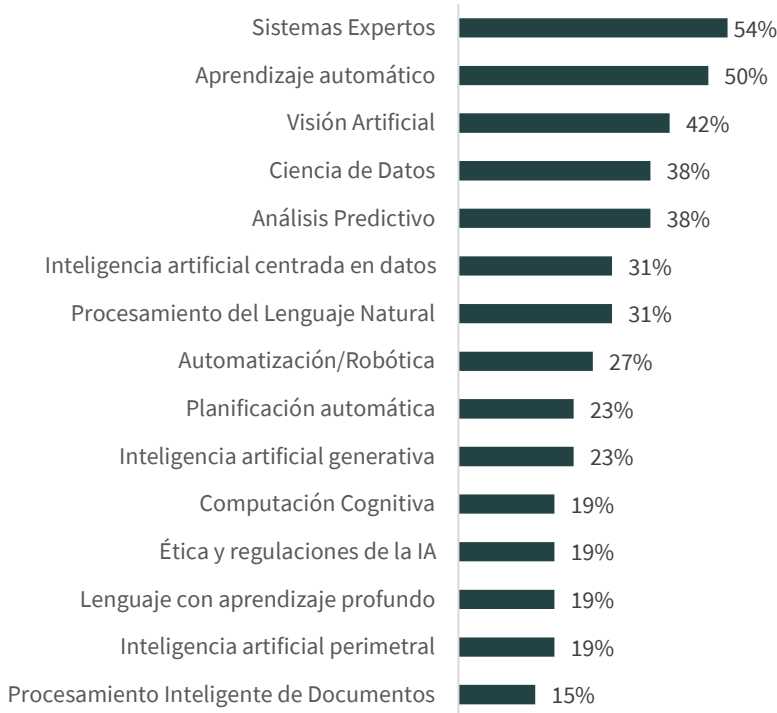 Sistemas Expertos 54%
Aprendizaje automático 50%
Visión Artificial 42%
Ciencia de Datos 38%
Análisis Predictivo 38%
Inteligencia artificial centrada en datos 31%
Procesamiento del Lenguaje Natural 31%
Automatización/Robótica 27%
Planificación automática 23%
Inteligencia artificial generativa 23%
Computación Cognitiva 19%
Ética y regulaciones de la IA 19%
Lenguaje con aprendizaje profundo 19%
Inteligencia artificial perimetral 19%
Procesamiento Inteligente de Documentos 15%